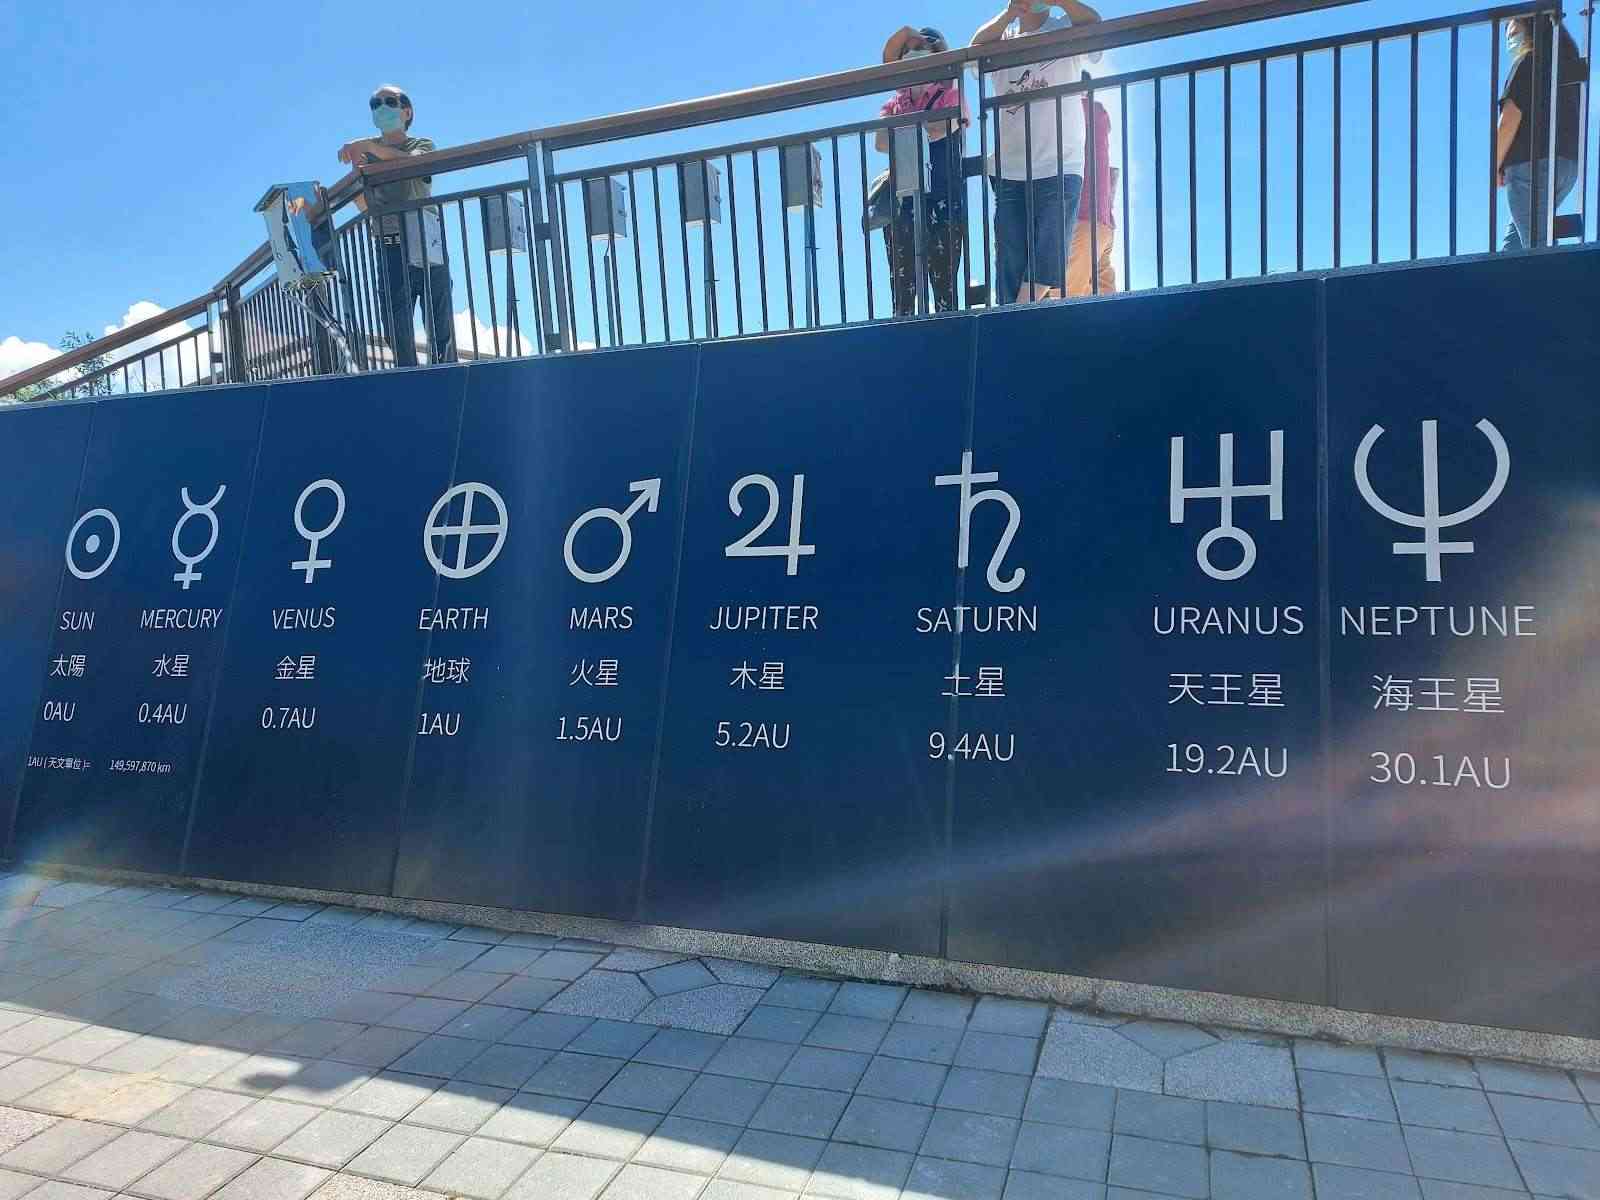 SUN
太陽
0AU
1AU ( 天文單位 )= 149,597,870 km
MERCURY
水星
0.4AU
VENUS
金星
0.7AU
EARTH
地球
1AU
MARS
火星
1.5AU
JUPITER
木星
5.2AU
SATURN
土星
9.4AU
URANUS
天王星
19.2AU
NEPTUNE
海王星
30.1AU